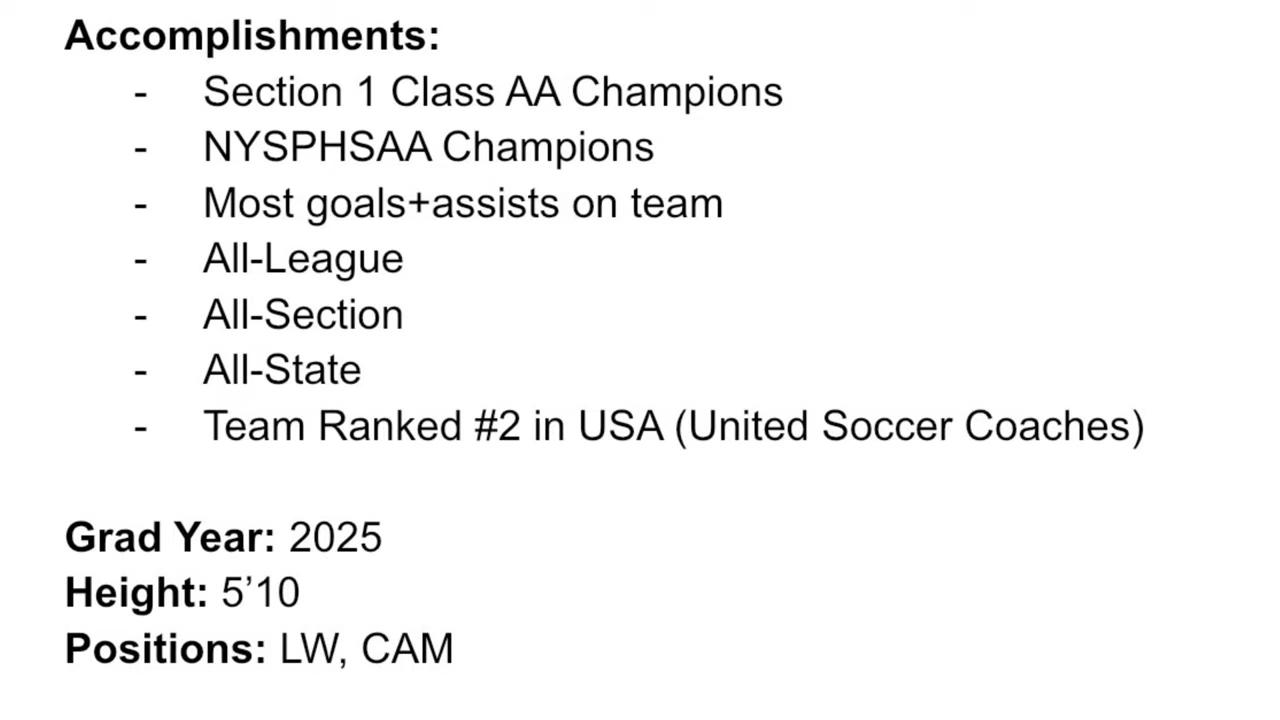 Accomplishments:
- Section 1 Class AA Champions
- NYSPHSAA Champions
- Most goals+assists on team
- All-League
- All-Section
- All-State
- Team Ranked #2 in USA (United Soccer Coaches)
Grad Year: 2025
Height: 5’10
Positions: LW, CAM